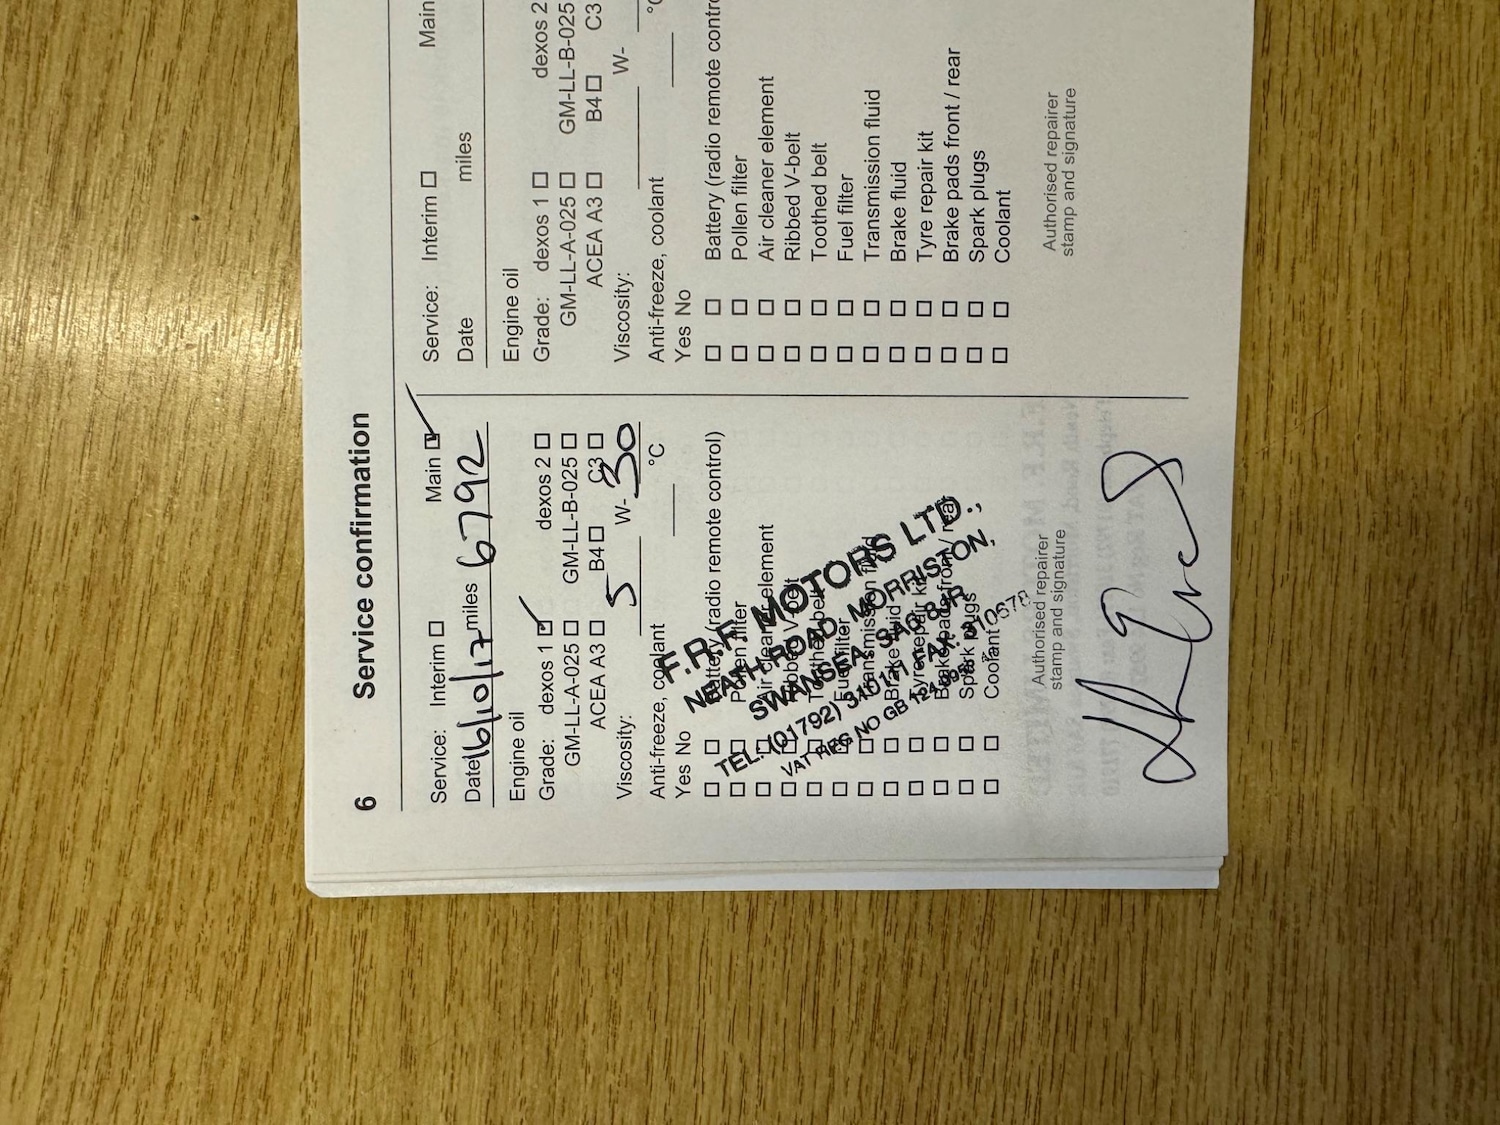 6 Service confirmation
Service: Interim ☐ Main ☑
Date 16/10/17 miles 6792
Engine oil
Grade: dexos 1 ☑ dexos 2 ☐
GM-LL-A-025 ☐ GM-LL-B-025 ☐
ACEA A3 ☐ B4 ☐ C3 ☐
Viscosity: 5 W- 30
Anti-freeze, coolant °C
Yes No
☐ ☐ Battery (radio remote control)
☐ ☐ Pollen filter
☐ ☐ Air cleaner element
☐ ☐ Ribbed V-belt
☐ ☐ Toothed belt
☐ ☐ Fuel filter
☐ ☐ Transmission fluid
☐ ☐ Brake fluid
☐ ☐ Tyre repair kit
☐ ☐ Brake pads front / rear
☐ ☐ Spark plugs
☐ ☐ Coolant
F.R.F. MOTORS LTD.,
NEATH ROAD, MORRISTON,
SWANSEA SA6 8JR
TEL: (01792) FAX: 310678
VAT REG NO GB 124
Authorised repairer
stamp and signature
Service: Interim ☐ Main
Date miles
Engine oil
Grade: dexos 1 ☐ dexos 2
GM-LL-A-025 ☐ GM-LL-B-025
ACEA A3 ☐ B4 ☐ C3
Viscosity: W-
Anti-freeze, coolant °C
Yes No
☐ ☐ Battery (radio remote contr
☐ ☐ Pollen filter
☐ ☐ Air cleaner element
☐ ☐ Ribbed V-belt
☐ ☐ Toothed belt
☐ ☐ Fuel filter
☐ ☐ Transmission fluid
☐ ☐ Brake fluid
☐ ☐ Tyre repair kit
☐ ☐ Brake pads front / rear
☐ ☐ Spark plugs
☐ ☐ Coolant
Authorised repairer
stamp and signature